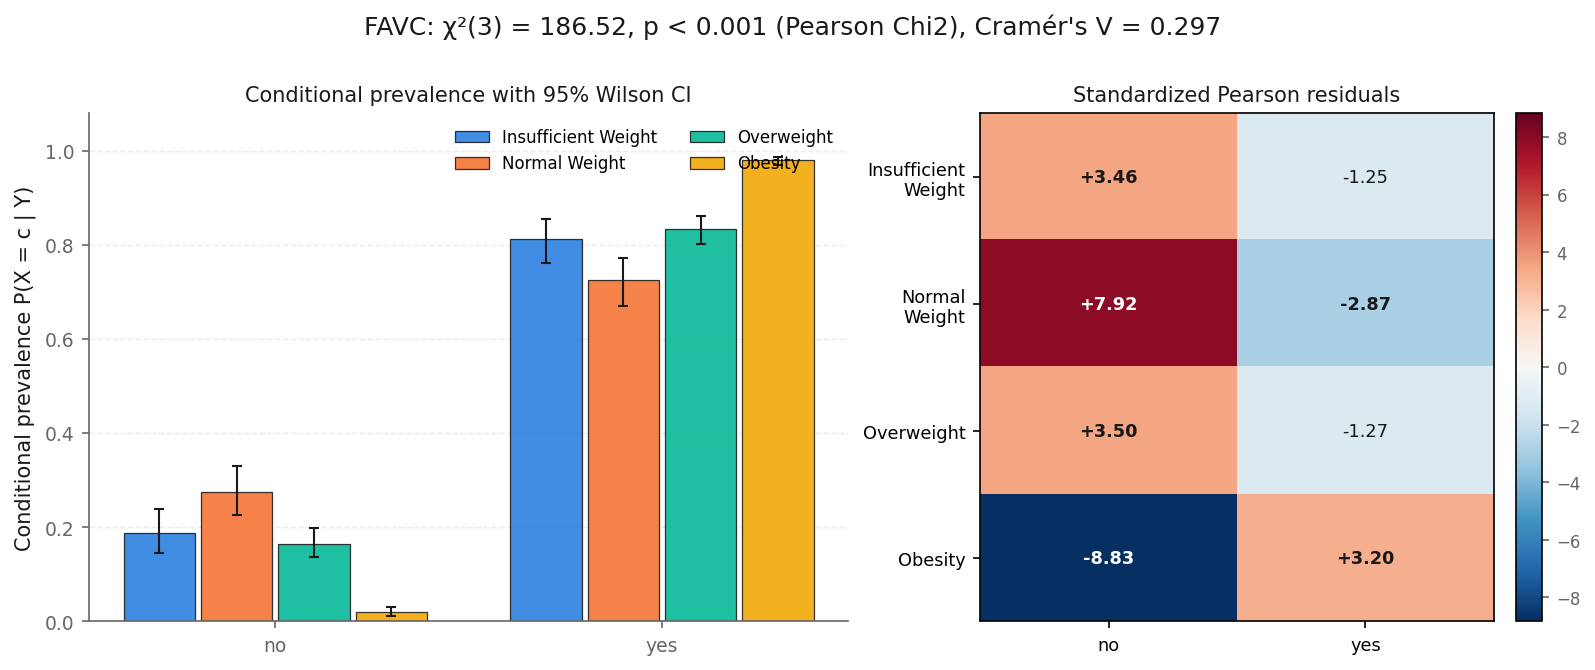 FAVC: χ²(3) = 186.52, p < 0.001 (Pearson Chi2), Cramér's V = 0.297
Conditional prevalence with 95% Wilson CI
Conditional prevalence P(X = c | Y)
1.0
0.8
0.6
0.4
0.2
0.0
Insufficient Weight
Overweight
Normal Weight
Obesity
no
yes
Standardized Pearson residuals
Insufficient
Weight
+3.46
-1.25
Normal
Weight
+7.92
-2.87
Overweight
+3.50
-1.27
Obesity
-8.83
+3.20
no
yes
8
6
4
2
0
−2
−4
−6
−8